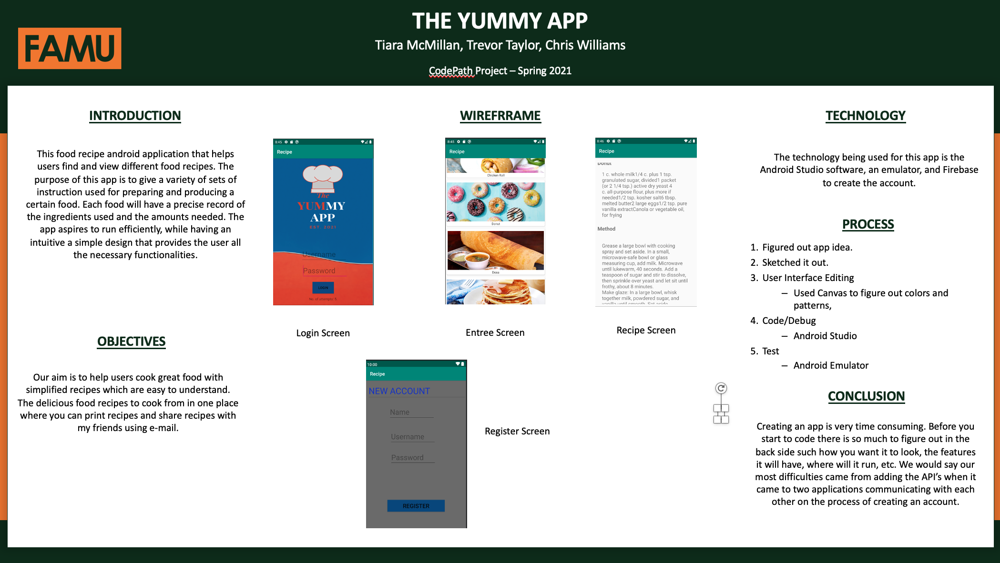 THE YUMMY APP
Tiara McMillan, Trevor Taylor, Chris Williams
CodePath Project – Spring 2021
FAMU
INTRODUCTION
This food recipe android application that helps
users find and view different food recipes. The
purpose of this app is to give a variety of sets of
instruction used for preparing and producing a
certain food. Each food will have a precise record of
the ingredients used and the amounts needed. The
app aspires to run efficiently, while having an
intuitive a simple design that provides the user all
the necessary functionalities.
OBJECTIVES
Our aim is to help users cook great food with
simplified recipes which are easy to understand.
The delicious food recipes to cook from in one place
where you can print recipes and share recipes with
my friends using e-mail.
WIREFRRAME
8:45
Recipe
The
YUMMY
APP
EST. 2021
Username
Password
LOGIN
No. of attempts: 5
Login Screen
8:45
Recipe
Chicken Roll
Donut
Dosa
Entree Screen
8:46
Recipe
Donut
1 c. whole milk1/4 c. plus 1 tsp.
granulated sugar, divided1 packet
(or 2 1/4 tsp.) active dry yeast 4
c. all-purpose flour, plus more if
needed1/2 tsp. kosher salt6 tbsp.
melted butter2 large eggs1/2 tsp. pure
vanilla extractCanola or vegetable oil,
for frying
Method
Grease a large bowl with cooking
spray and set aside. In a small,
microwave-safe bowl or glass
measuring cup, add milk. Microwave
until lukewarm, 40 seconds. Add a
teaspoon of sugar and stir to dissolve,
then sprinkle over yeast and let sit until
frothy, about 8 minutes.
Make glaze: In a large bowl, whisk
together milk, powdered sugar, and
vanilla until smooth. Set aside.
Recipe Screen
10:00
Recipe
NEW ACCOUNT
Name
Username
Password
REGISTER
Register Screen
TECHNOLOGY
The technology being used for this app is the
Android Studio software, an emulator, and Firebase
to create the account.
PROCESS
1. Figured out app idea.
2. Sketched it out.
3. User Interface Editing
– Used Canvas to figure out colors and
patterns,
4. Code/Debug
– Android Studio
5. Test
– Android Emulator
CONCLUSION
Creating an app is very time consuming. Before you
start to code there is so much to figure out in the
back side such how you want it to look, the features
it will have, where will it run, etc. We would say our
most difficulties came from adding the API’s when it
came to two applications communicating with each
other on the process of creating an account.